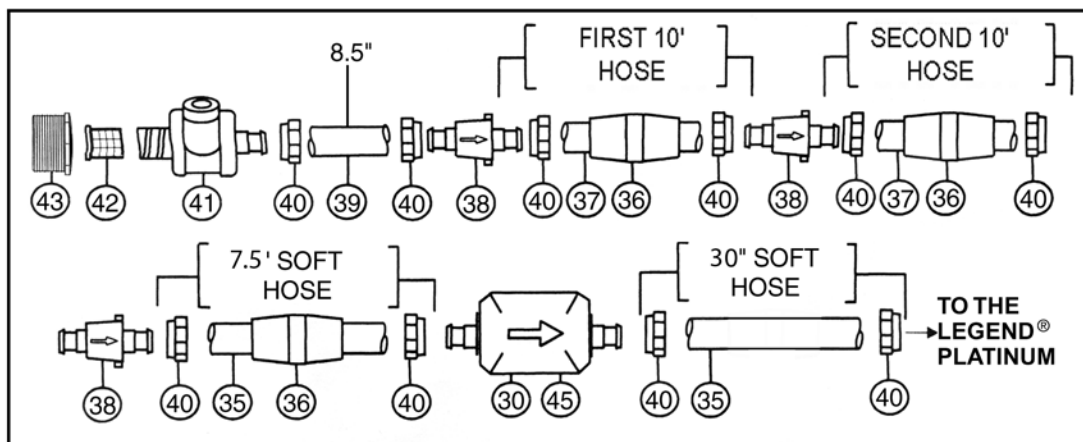 8.5"
FIRST 10'
HOSE
SECOND 10'
HOSE
43 42 41 40 39 40 38 40 37 36 40 38 40 37 36 40
7.5' SOFT
HOSE
30" SOFT
HOSE
TO THE
LEGEND®
PLATINUM
38 40 35 36 40 30 45 40 35 40